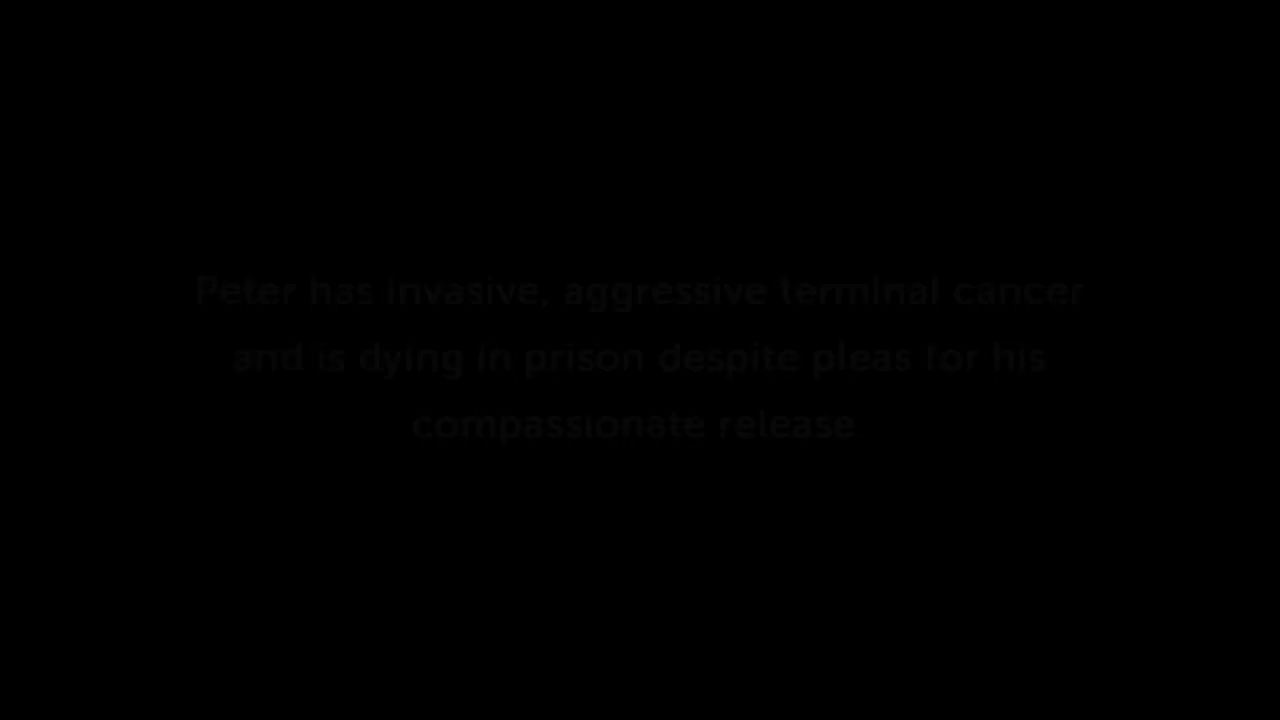 Peter has invasive, aggressive terminal cancer
and is dying in prison despite pleas for his
compassionate release